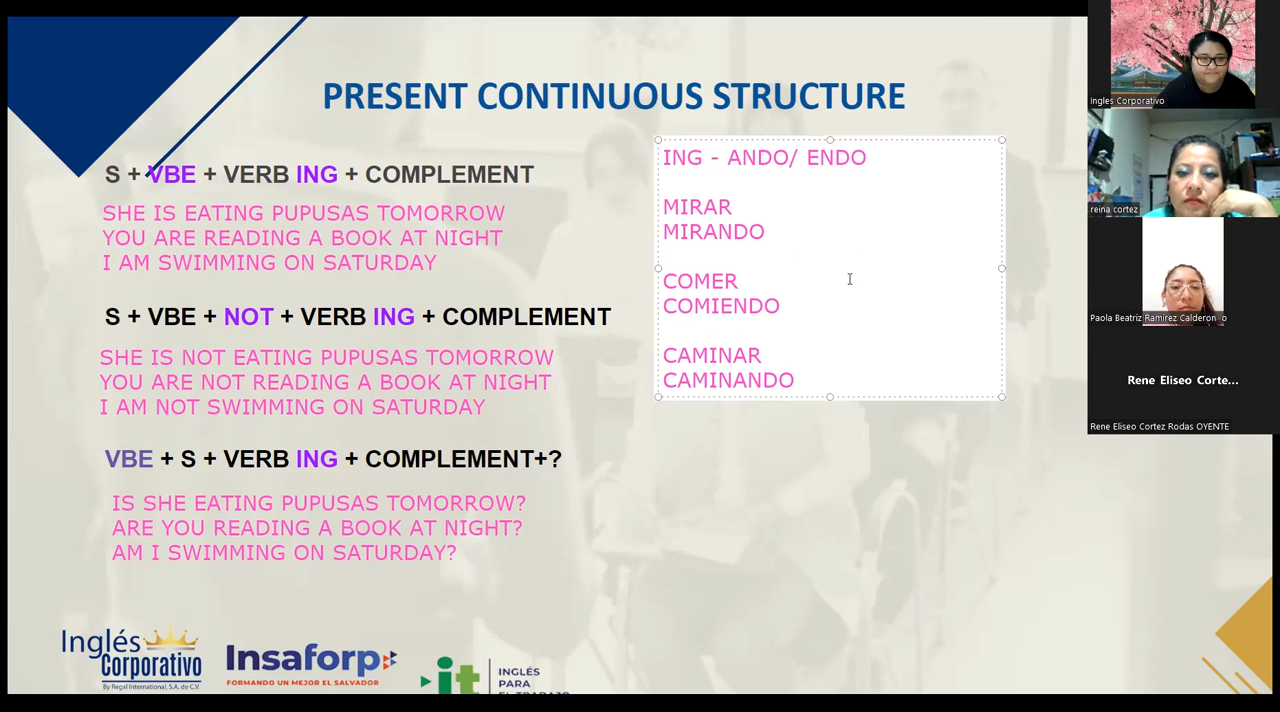 PRESENT CONTINUOUS STRUCTURE
S + VBE + VERB ING + COMPLEMENT
SHE IS EATING PUPUSAS TOMORROW
YOU ARE READING A BOOK AT NIGHT
I AM SWIMMING ON SATURDAY
S + VBE + NOT + VERB ING + COMPLEMENT
SHE IS NOT EATING PUPUSAS TOMORROW
YOU ARE NOT READING A BOOK AT NIGHT
I AM NOT SWIMMING ON SATURDAY
VBE + S + VERB ING + COMPLEMENT+?
IS SHE EATING PUPUSAS TOMORROW?
ARE YOU READING A BOOK AT NIGHT?
AM I SWIMMING ON SATURDAY?
ING - ANDO/ ENDO
MIRAR
MIRANDO
COMER
COMIENDO
CAMINAR
CAMINANDO
Inglés
Corporativo
By Regal International, S.A. de C.V.
Insaforp
FORMANDO UN MEJOR EL SALVADOR
it
INGLÉS
PARA
EL TRABAJO
Ingles Corporativo
reina cortez
Paola Beatriz Ramirez Calderon o
Rene Eliseo Corte...
Rene Eliseo Cortez Rodas OYENTE